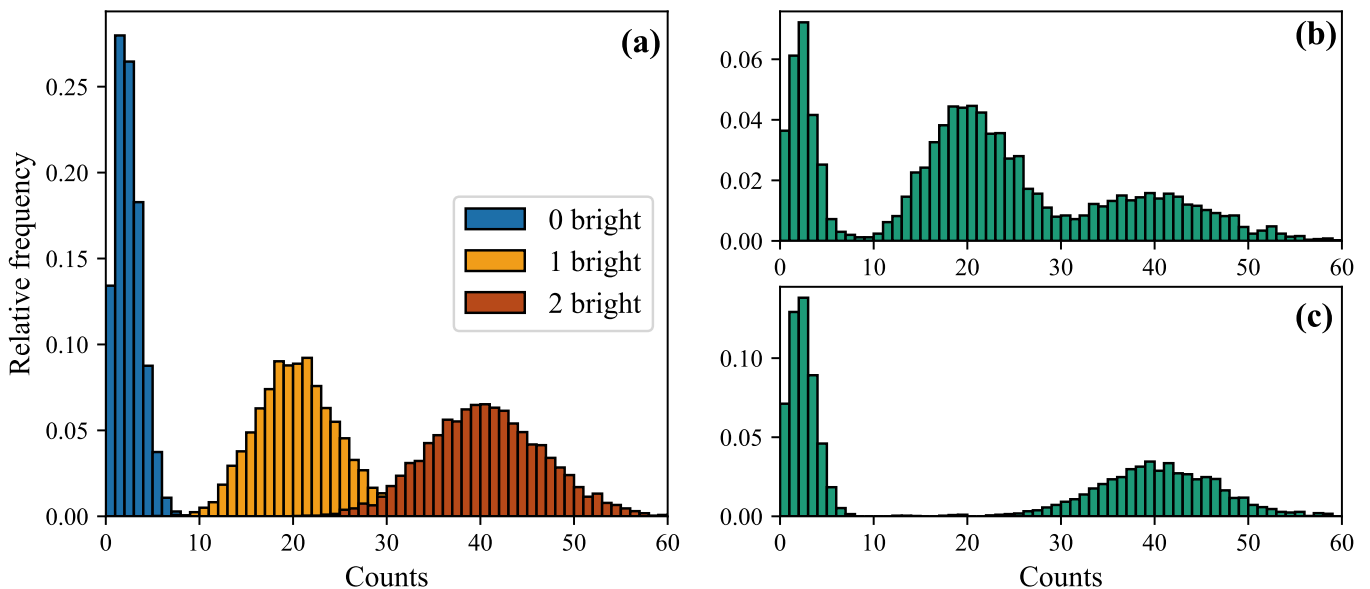 (a)
Relative frequency
0.25
0.20
0.15
0.10
0.05
0.00
0 bright
1 bright
2 bright
0 10 20 30 40 50 60
Counts
(b)
0.06
0.04
0.02
0.00
0 10 20 30 40 50 60
(c)
0.10
0.05
0.00
0 10 20 30 40 50 60
Counts